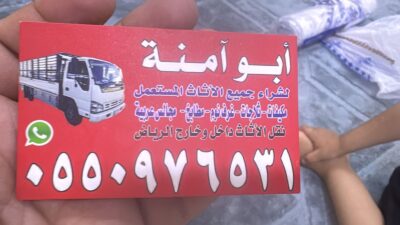 أبو آمنة
لشراء جميع الأثاث المستعمل
مكيفات - ثلاجات - غرف نوم - مطابخ - مجالس عربية
نقل الأثاث داخل وخارج الرياض
٠٥٥٠٩٧٦٥٣١